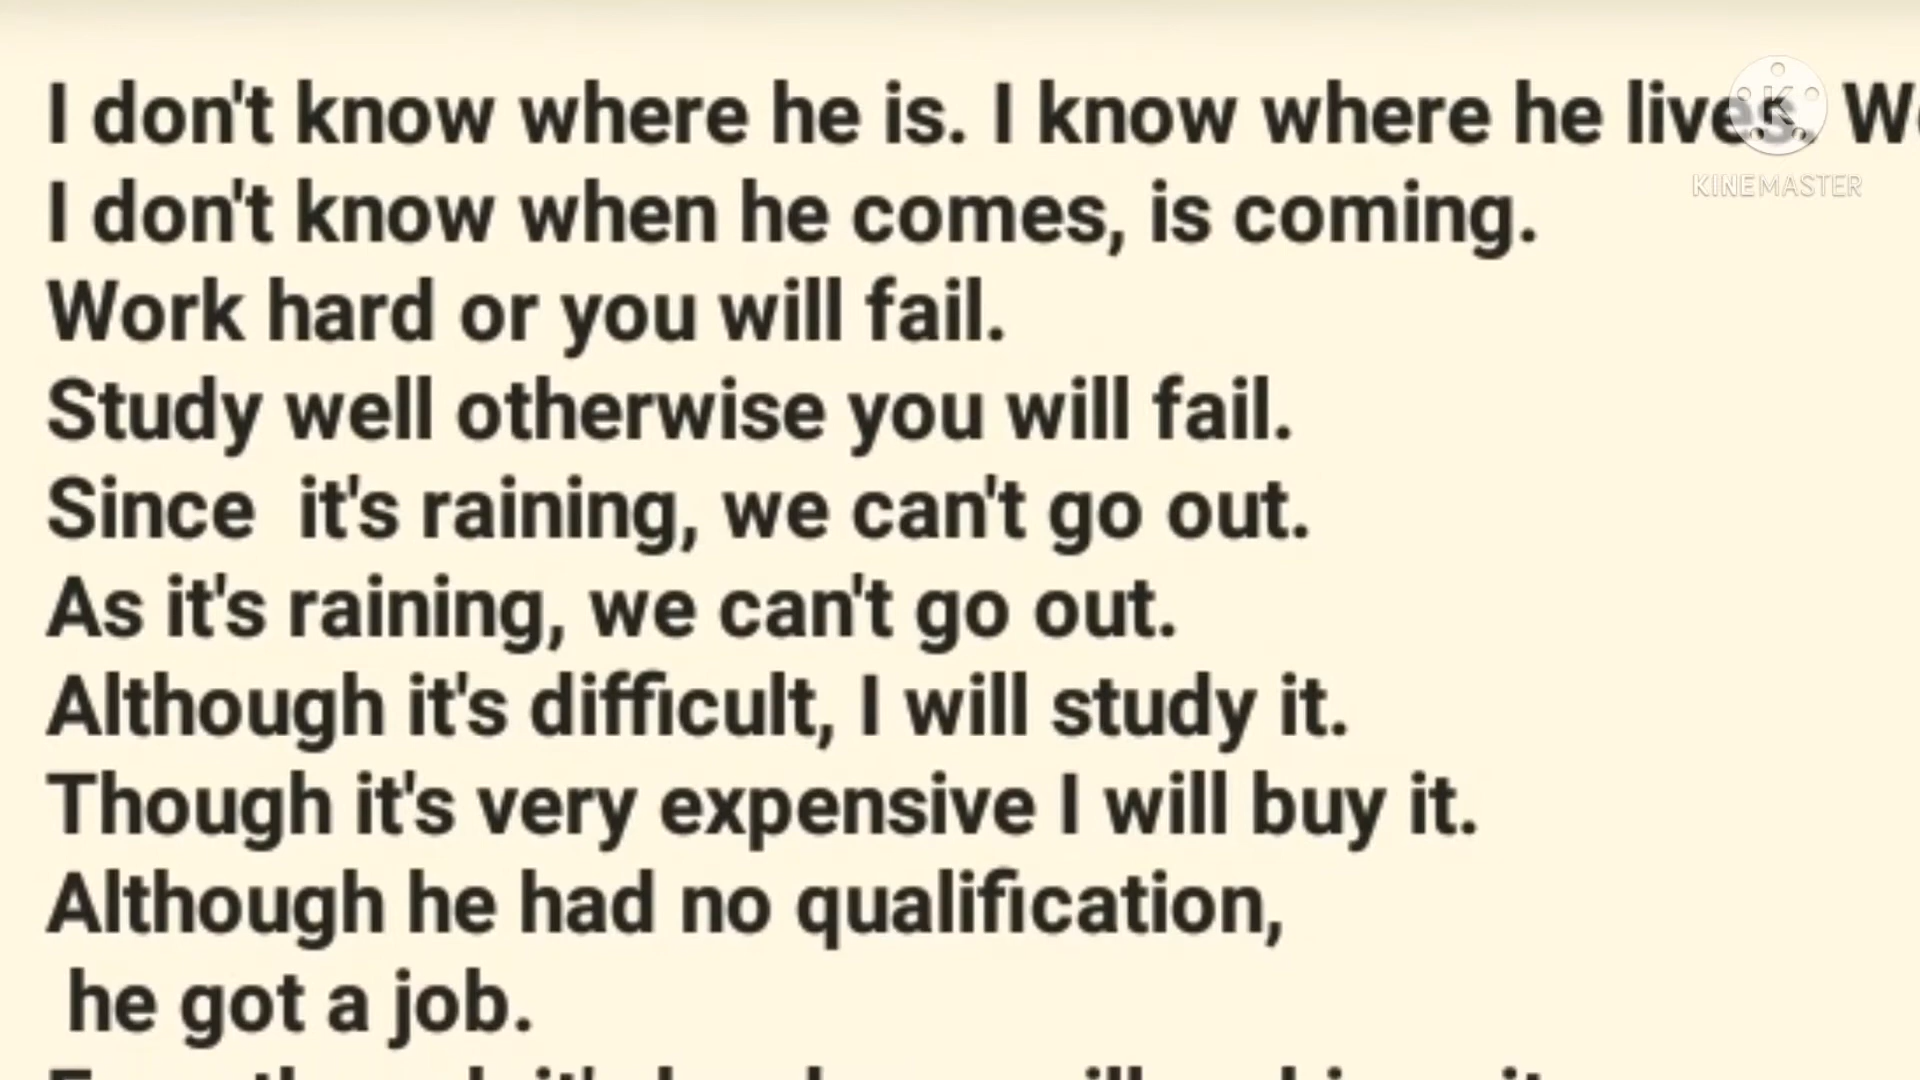 I don't know where he is. I know where he lives.
I don't know when he comes, is coming.
Work hard or you will fail.
Study well otherwise you will fail.
Since  it's raining, we can't go out.
As it's raining, we can't go out.
Although it's difficult, I will study it.
Though it's very expensive I will buy it.
Although he had no qualification,
he got a job.
K
KINEMASTER